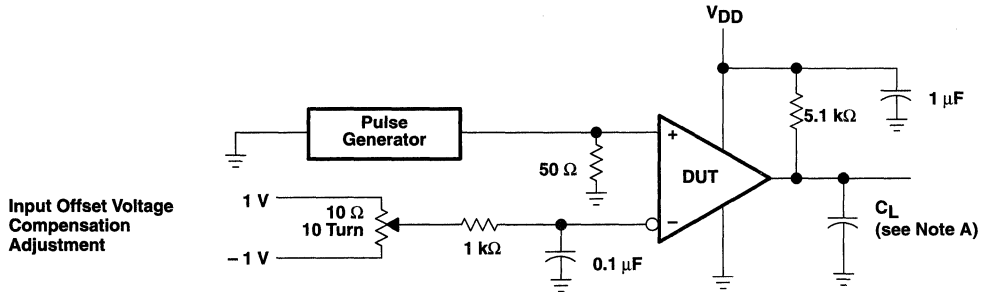 VDD
Pulse
Generator
5.1 kΩ
1 μF
+
50 Ω
DUT
Input Offset Voltage
Compensation
Adjustment
1 V
10 Ω
10 Turn
– 1 V
1 kΩ
0.1 μF
–
CL
(see Note A)